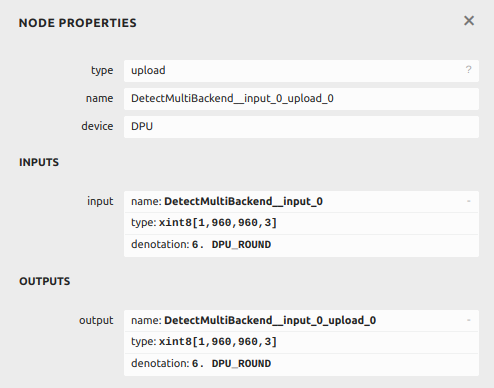 NODE PROPERTIES
type upload ?
name DetectMultiBackend__input_0_upload_0
device DPU
INPUTS
input name: DetectMultiBackend__input_0 -
type: xint8[1,960,960,3]
denotation: 6. DPU_ROUND
OUTPUTS
output name: DetectMultiBackend__input_0_upload_0 -
type: xint8[1,960,960,3]
denotation: 6. DPU_ROUND